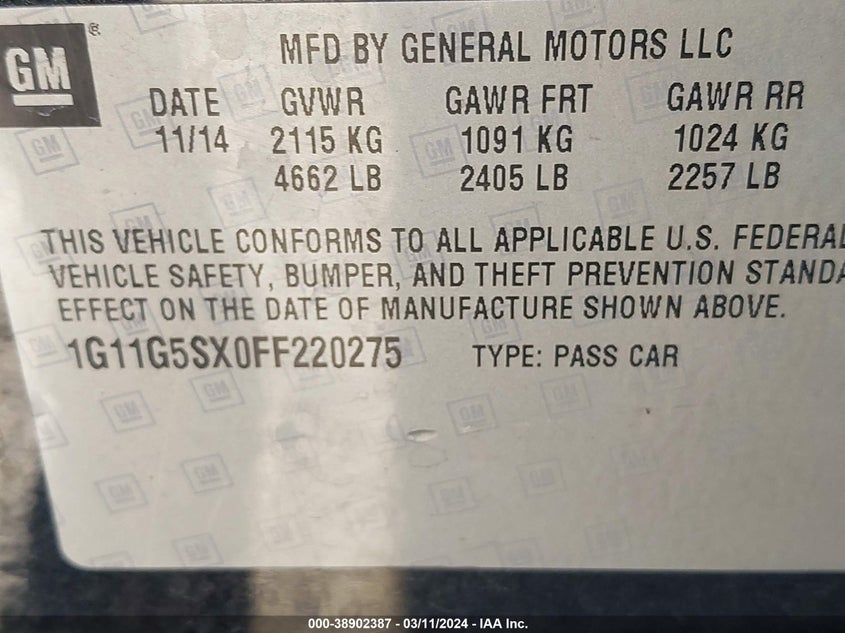 GM ®
MFD BY GENERAL MOTORS LLC
DATE GVWR GAWR FRT GAWR RR
11/14 2115 KG 1091 KG 1024 KG
4662 LB 2405 LB 2257 LB
THIS VEHICLE CONFORMS TO ALL APPLICABLE U.S. FEDERAL
VEHICLE SAFETY, BUMPER, AND THEFT PREVENTION STANDA
EFFECT ON THE DATE OF MANUFACTURE SHOWN ABOVE.
1G11G5SX0FF220275 TYPE: PASS CAR
000-38902387 - 03/11/2024 - IAA Inc.